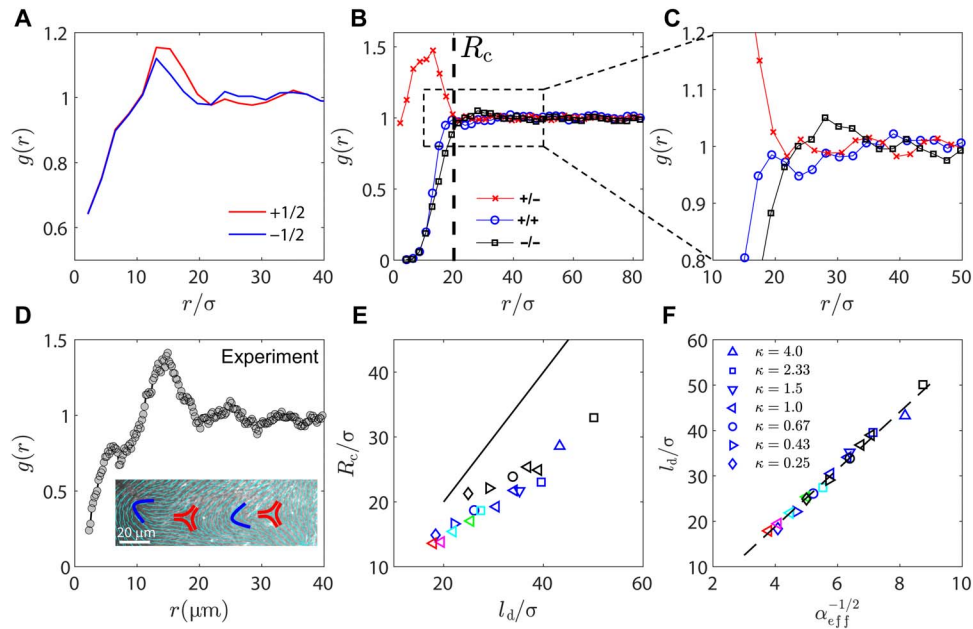 A
B
C
1.2
1
0.8
0.6
g(r)
0
10
20
30
40
r/σ
+1/2
−1/2
1.5
1
0.5
0
g(r)
0
20
40
60
80
r/σ
R_c
+/−
+/+
−/−
1.2
1.1
1
0.9
0.8
g(r)
10
20
30
40
50
r/σ
D
E
F
1.5
1
0.5
0
g(r)
0
10
20
30
40
r(μm)
Experiment
20 μm
40
30
20
10
R_c/σ
20
40
60
l_d/σ
60
50
40
30
20
10
l_d/σ
2
4
6
8
10
α_eff^{-1/2}
κ = 4.0
κ = 2.33
κ = 1.5
κ = 1.0
κ = 0.67
κ = 0.43
κ = 0.25